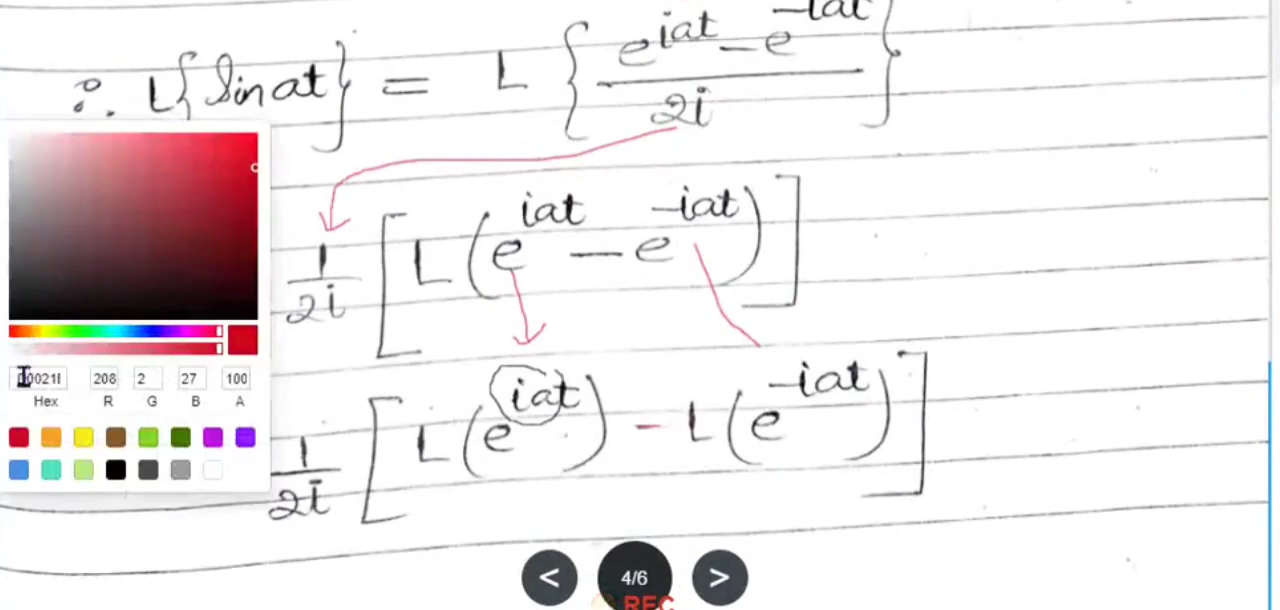 ∴ L{sin at} = L { e^{iat} - e^{-iat} / 2i }
1/2i [ L ( e^{iat} - e^{-iat} ) ]
1/2i [ L ( e^{iat} ) - L ( e^{-iat} ) ]
208 2 27 100
Hex R G B A
< 4/6 >
REC